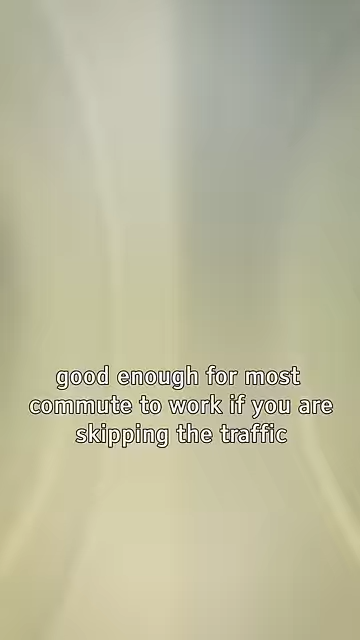 good enough for most
commute to work if you are
skipping the traffic